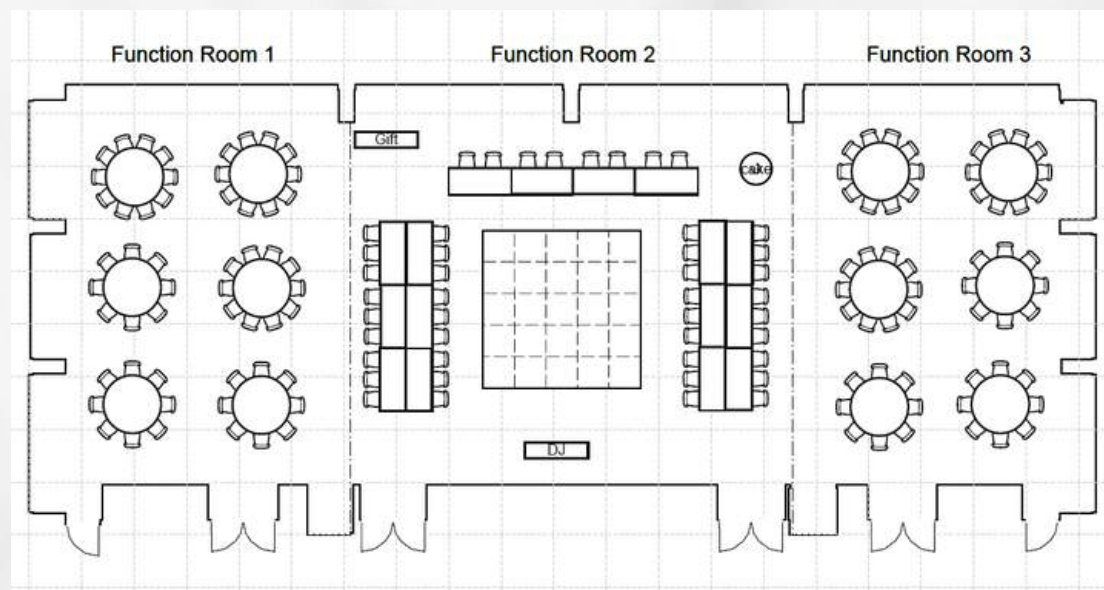 Function Room 1
Function Room 2
Function Room 3
Gift
cake
DJ